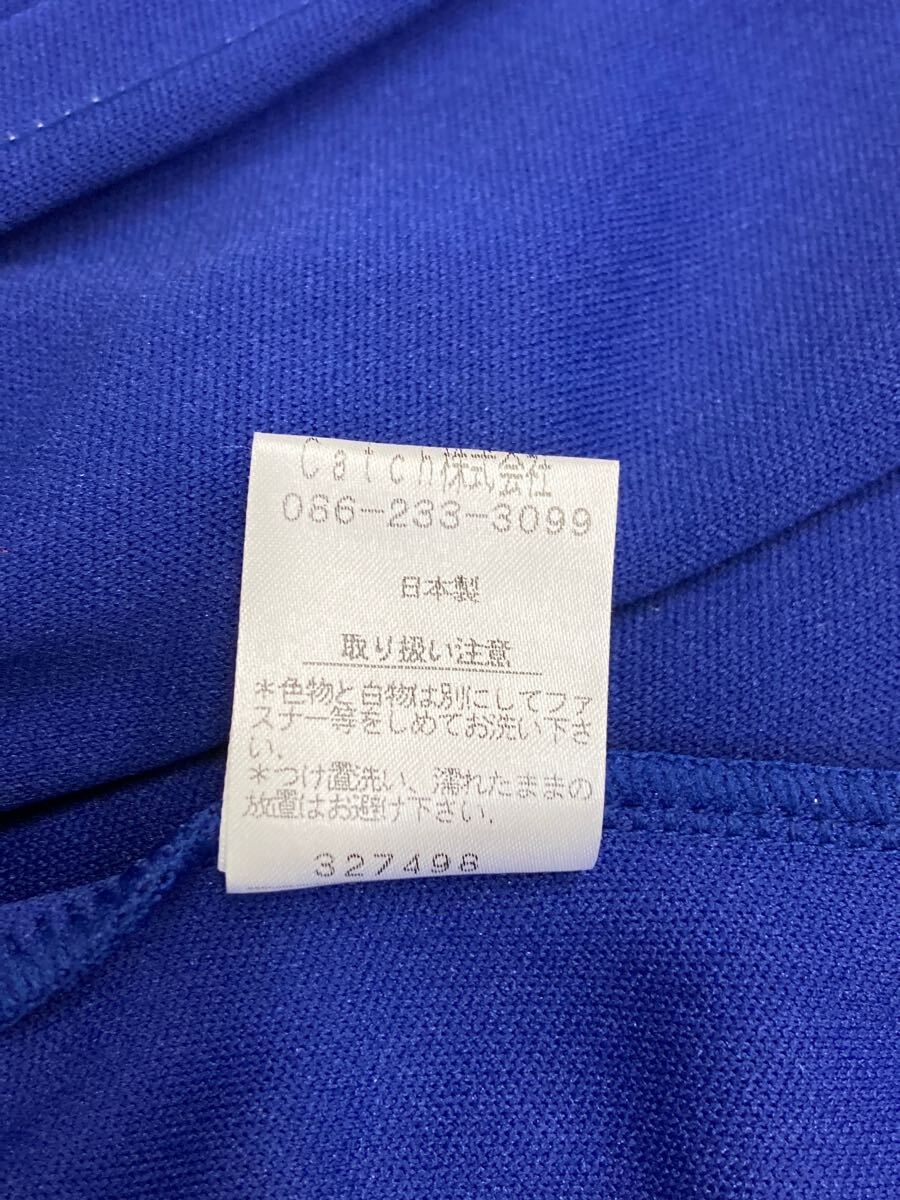 Catch株式会社
086-233-3099
日本製
取り扱い注意
*色物と白物は別にしてファ
スナー等をしめてお洗い下さ
い.
*つけ置洗い、濡れたままの
放置はお避け下さい.
327498